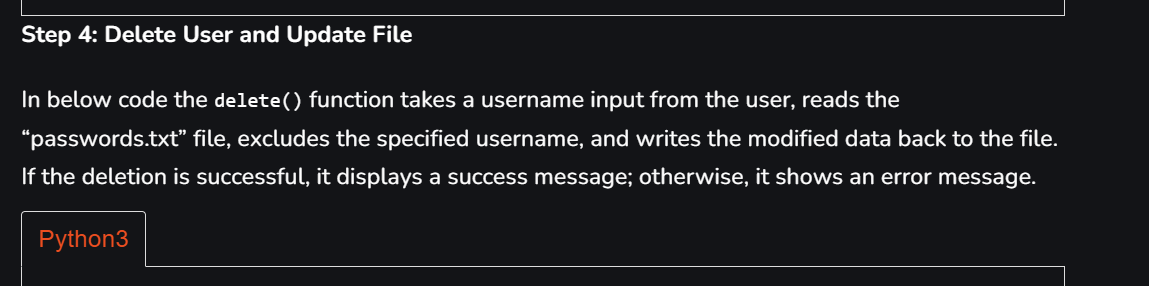 Step 4: Delete User and Update File
In below code the delete() function takes a username input from the user, reads the
“passwords.txt” file, excludes the specified username, and writes the modified data back to the file.
If the deletion is successful, it displays a success message; otherwise, it shows an error message.
Python3